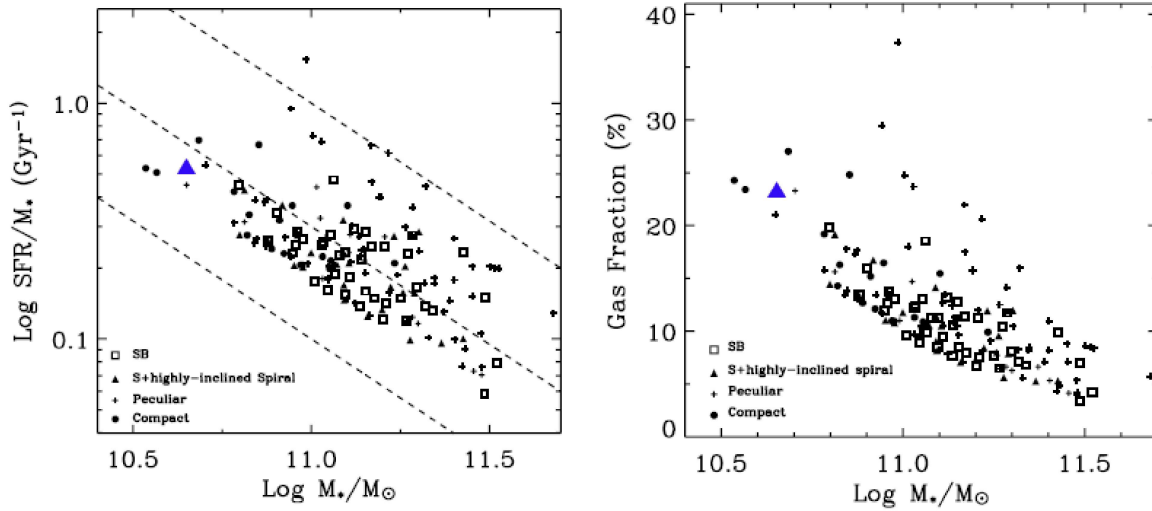 Log SFR/M* (Gyr⁻¹)
1.0
0.1
SB
S+highly-inclined Spiral
Peculiar
Compact
10.5 11.0 11.5
Log M*/M☉
Gas Fraction (%)
40
30
20
10
0
SB
S+highly-inclined spiral
Peculiar
Compact
10.5 11.0 11.5
Log M*/M☉